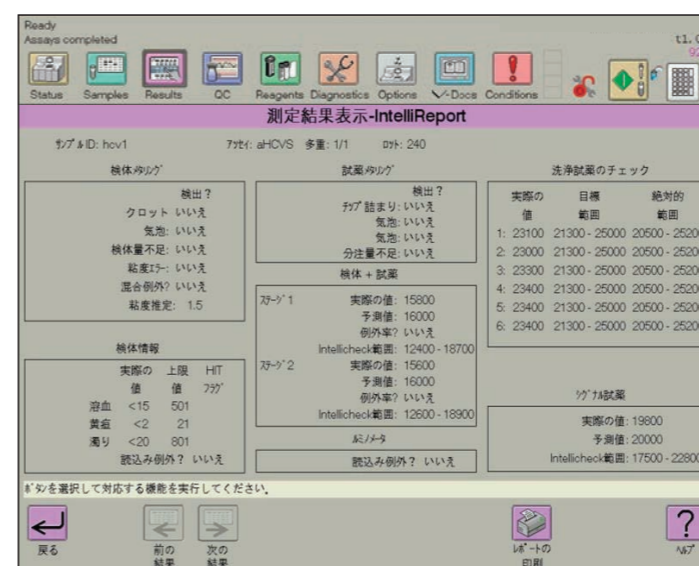 Ready
Assays completed
t1.
92
Status Samples Results QC Reagents Diagnostics Options V-Docs Conditions
測定結果表示-IntelliReport
ｻﾝﾌﾟﾙID: hcv1 ｱｯｾｲ: aHCVS 多重: 1/1 ﾛｯﾄ: 240
検体ﾒﾀﾘﾝｸﾞ
検出？
クロット いいえ
気泡: いいえ
検体量不足: いいえ
粘度ｴﾗｰ: いいえ
混合例外? いいえ
粘度推定: 1.5
検体情報
実際の値 上限値 HITﾌﾗｸﾞ
溶血 <15 501
黄疸 <2 21
濁り <20 801
読込み例外？ いいえ
試薬ﾒﾀﾘﾝｸﾞ
検出？
ﾁｯﾌﾟ詰まり: いいえ
気泡: いいえ
気泡: いいえ
分注量不足: いいえ
検体 + 試薬
ｽﾃｰｼﾞ1 実際の値: 15800
予測値: 16000
例外率? いいえ
Intellicheck範囲: 12400 - 18700
ｽﾃｰｼﾞ2 実際の値: 15600
予測値: 16000
例外率? いいえ
Intellicheck範囲: 12600 - 18900
ﾙﾐﾉﾒｰﾀ
読込み例外？ いいえ
洗浄試薬のチェック
実際の値 目標範囲 絶対的範囲
1: 23100 21300 - 25000 20500 - 2520
2: 23000 21300 - 25000 20500 - 2520
3: 23300 21300 - 25000 20500 - 2520
4: 23400 21300 - 25000 20500 - 2520
5: 23400 21300 - 25000 20500 - 2520
6: 23400 21300 - 25000 20500 - 2520
ｼｸﾞﾅﾙ試薬
実際の値: 19800
予測値: 20000
Intellicheck範囲: 17500 - 22800
ﾎﾞﾀﾝを選択して対応する機能を実行してください。
戻る
前の結果
次の結果
ﾚﾎﾟｰﾄの印刷
?
ﾍﾙﾌﾟ